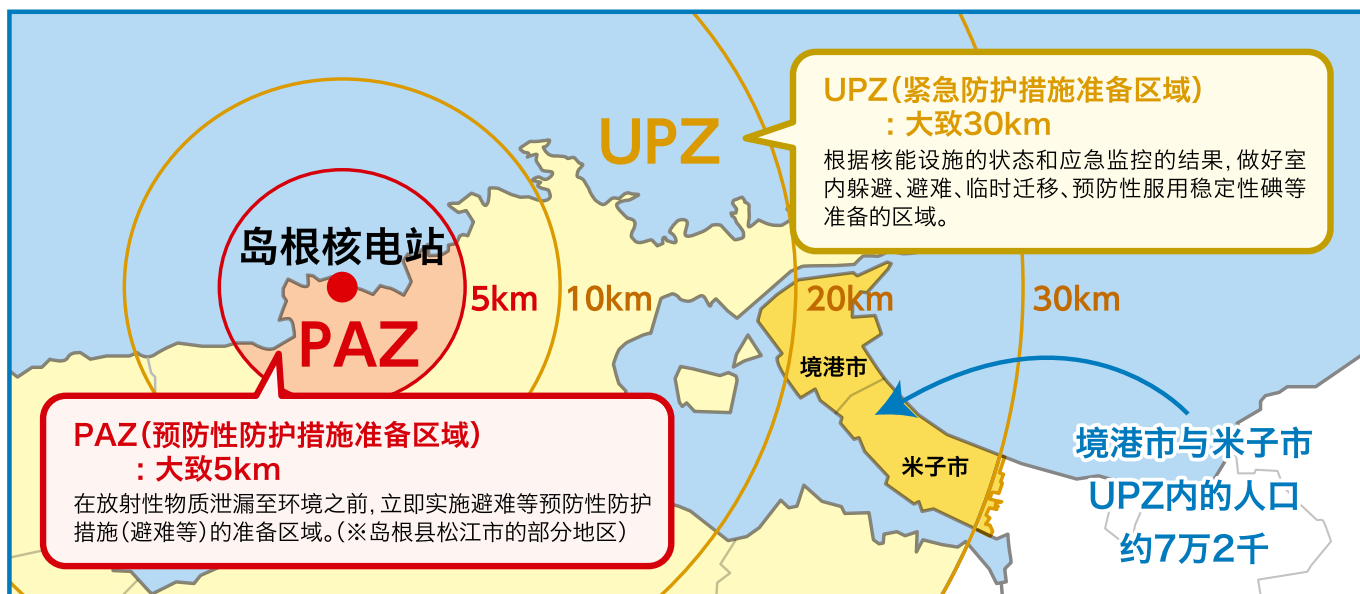 UPZ(紧急防护措施准备区域)
:大致30km
根据核能设施的状态和应急监控的结果,做好室
内躲避、避难、临时迁移、预防性服用稳定性碘等
准备的区域。
UPZ
岛根核电站
PAZ
5km
10km
20km
30km
境港市
米子市
PAZ(预防性防护措施准备区域)
:大致5km
在放射性物质泄漏至环境之前,立即实施避难等预防性防护
措施(避难等)的准备区域。(※岛根县松江市的部分地区)
境港市与米子市
UPZ内的人口
约7万2千